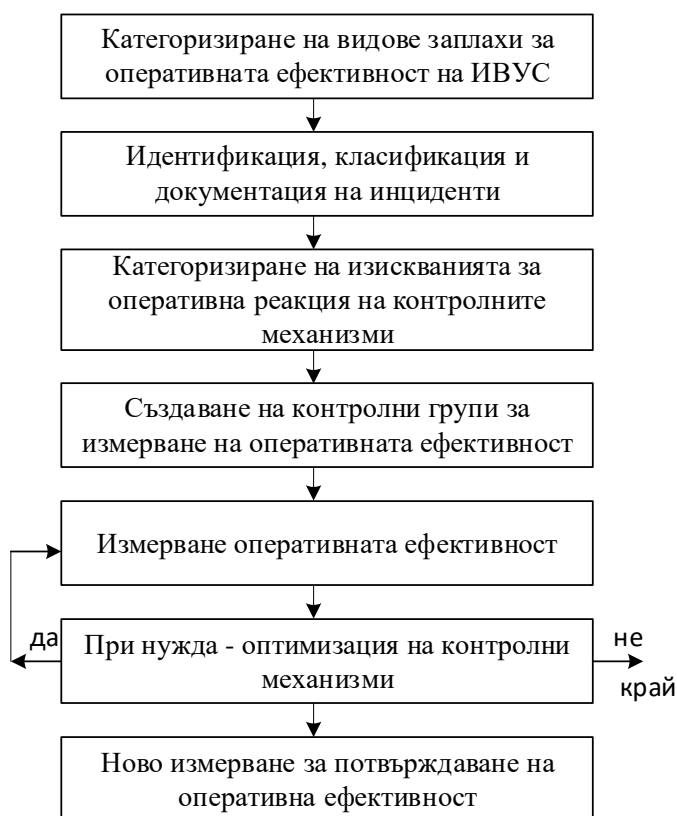 Категоризиране на видове заплахи за
оперативната ефективност на ИВУС
Идентификация, класификация и
документация на инциденти
Категоризиране на изискванията за
оперативна реакция на контролните
механизми
Създаване на контролни групи за
измерване на оперативната ефективност
Измерване оперативната ефективност
да
При нужда - оптимизация на контролни
механизми
не
край
Ново измерване за потвърждаване на
оперативна ефективност